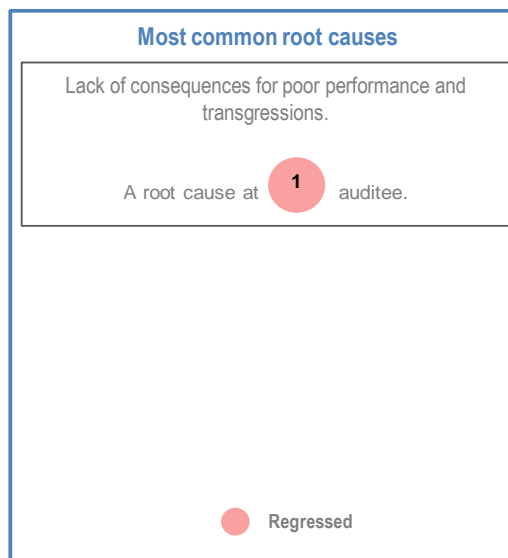 Most common root causes
Lack of consequences for poor performance and
transgressions.
A root cause at 1 auditee.
Regressed